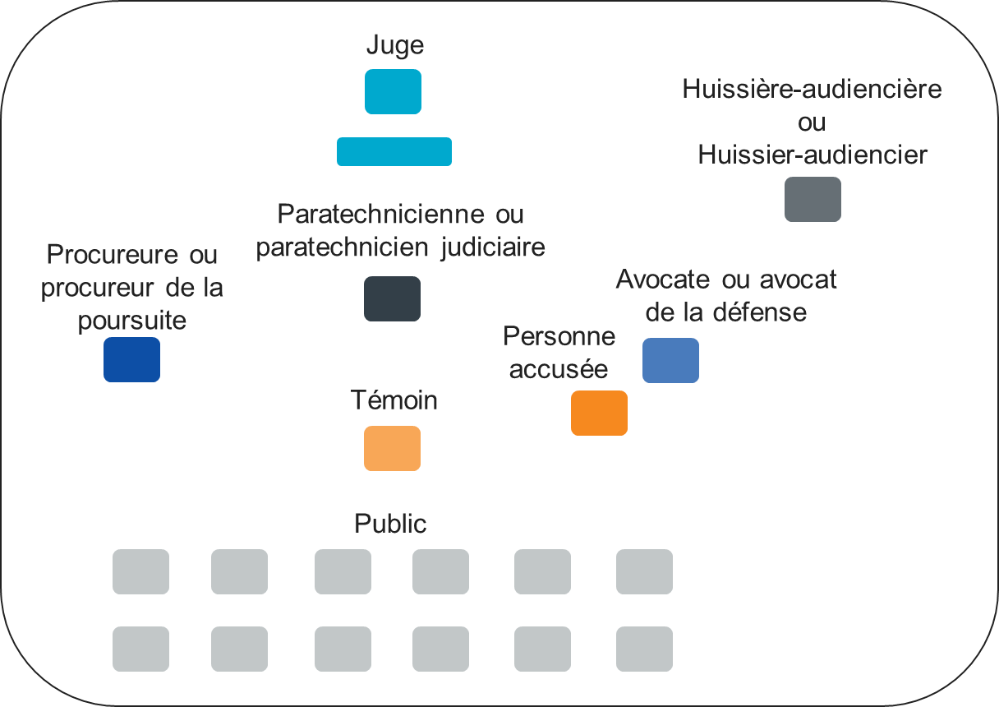 Juge
Huissière-audiencière
ou
Huissier-audiencier
Paratechnicienne ou
paratechnicien judiciaire
Procureure ou
procureur de la
poursuite
Avocate ou avocat
de la défense
Personne
accusée
Témoin
Public